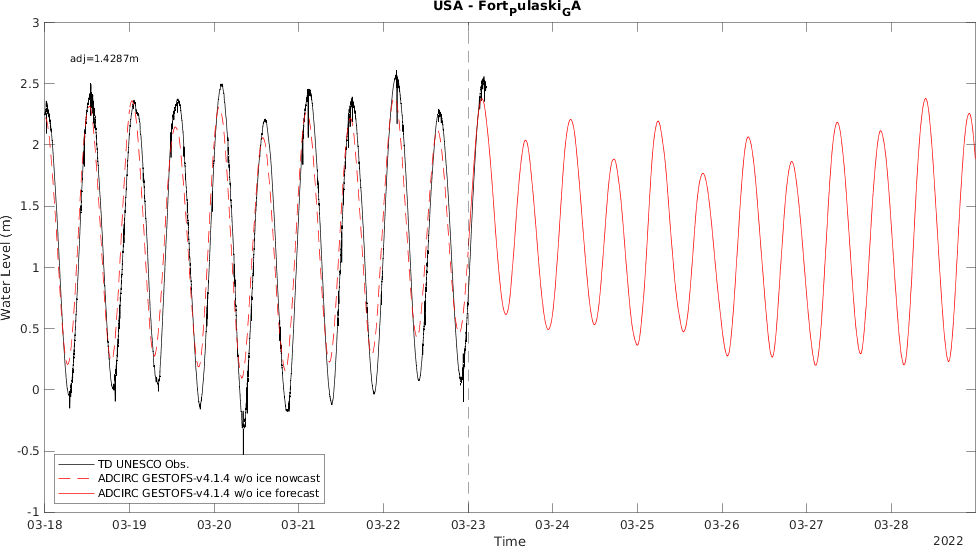 USA - FortPulaskiGA
3
adj=1.4287m
2.5
2
1.5
1
0.5
0
-0.5
-1
Water Level (m)
TD UNESCO Obs.
ADCIRC GESTOFS-v4.1.4 w/o ice nowcast
ADCIRC GESTOFS-v4.1.4 w/o ice forecast
03-18 03-19 03-20 03-21 03-22 03-23 03-24 03-25 03-26 03-27 03-28
Time
2022